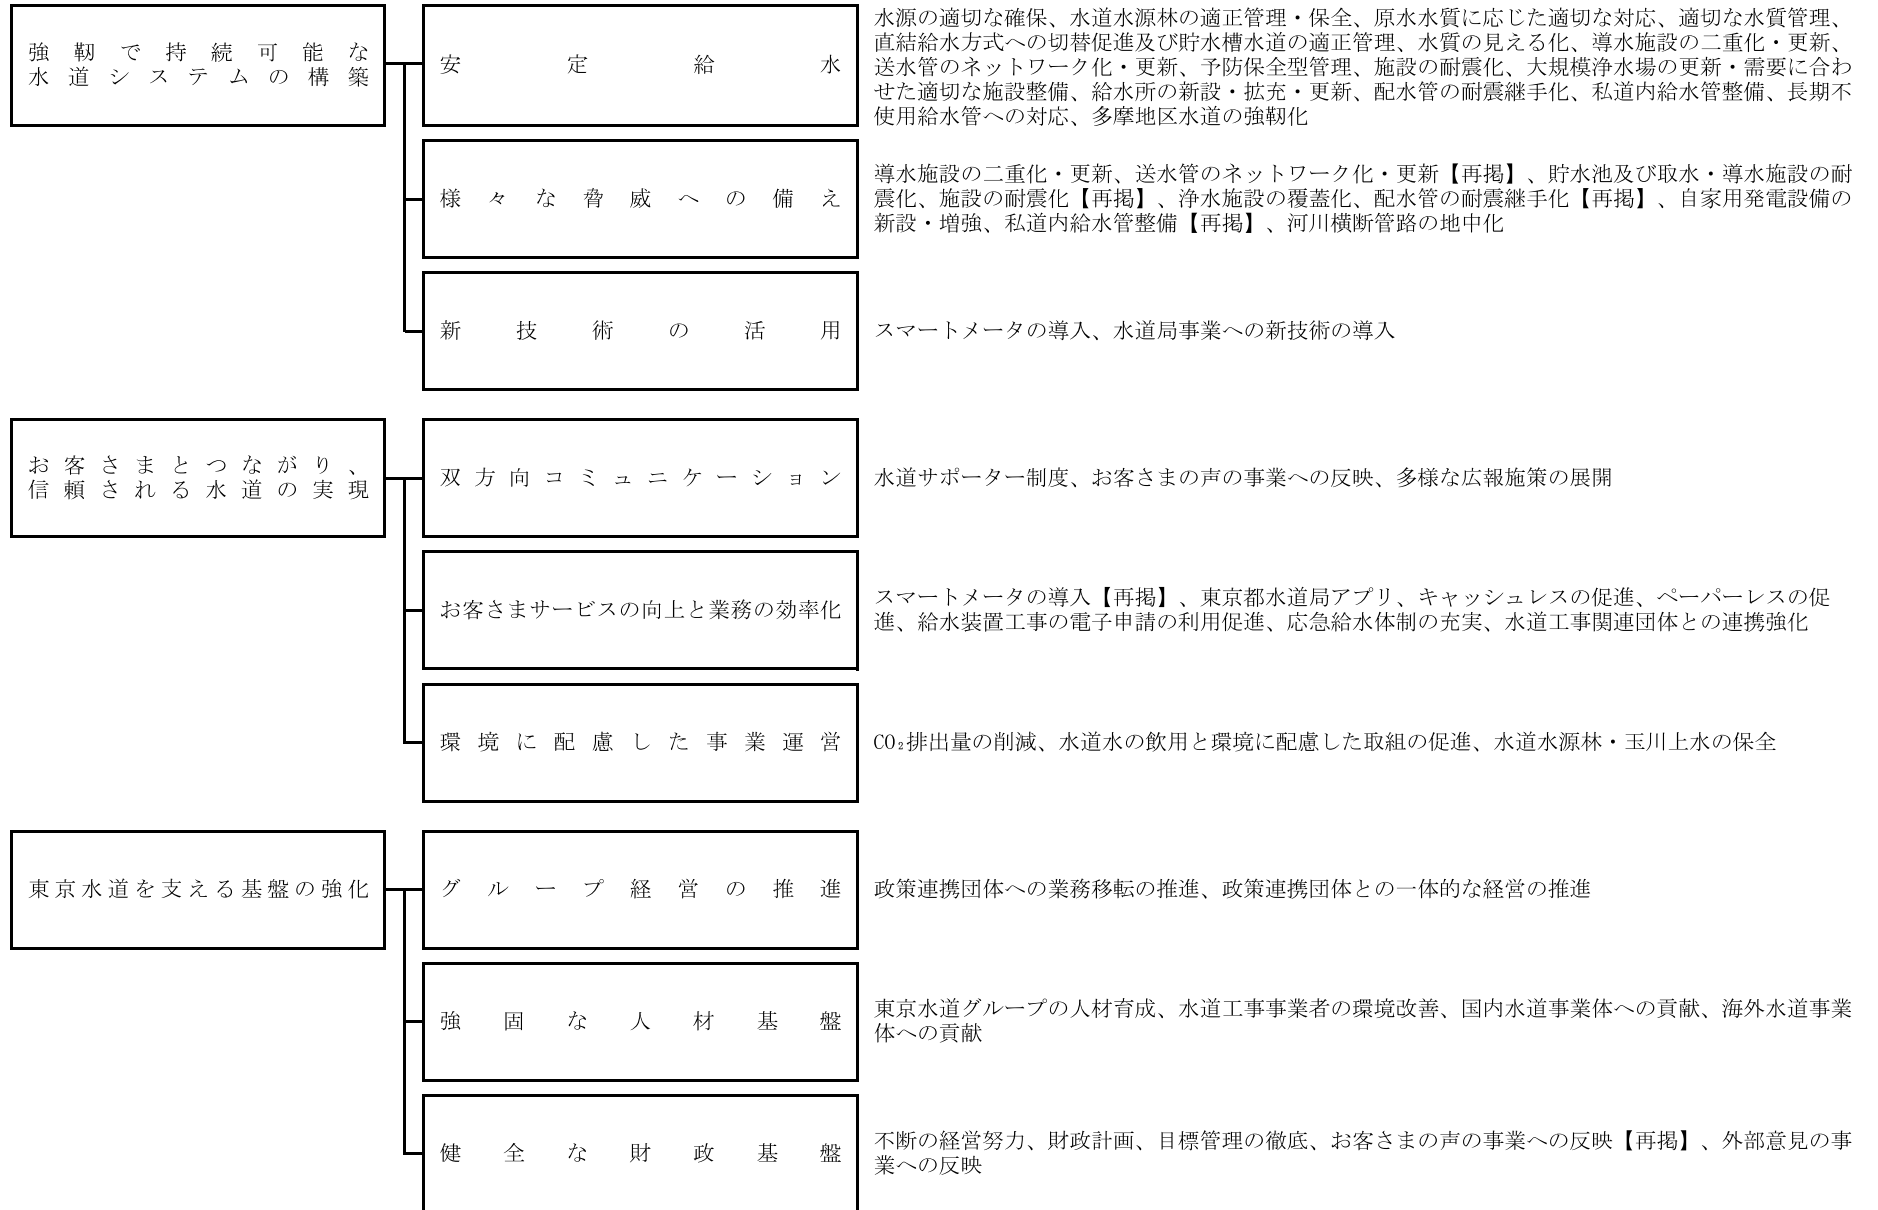 強靭で持続可能な
水道システムの構築
安定給水
水源の適切な確保、水道水源林の適正管理・保全、原水水質に応じた適切な対応、適切な水質管理、
直結給水方式への切替促進及び貯水槽水道の適正管理、水質の見える化、導水施設の二重化・更新、
送水管のネットワーク化・更新、予防保全型管理、施設の耐震化、大規模浄水場の更新・需要に合わ
せた適切な施設整備、給水所の新設・拡充・更新、配水管の耐震継手化、私道内給水管整備、長期不
使用給水管への対応、多摩地区水道の強靭化
様々な脅威への備え
導水施設の二重化・更新、送水管のネットワーク化・更新【再掲】、貯水池及び取水・導水施設の耐
震化、施設の耐震化【再掲】、浄水施設の覆蓋化、配水管の耐震継手化【再掲】、自家用発電設備の
新設・増強、私道内給水管整備【再掲】、河川横断管路の地中化
新技術の活用
スマートメータの導入、水道局事業への新技術の導入
お客さまとつながり、
信頼される水道の実現
双方向コミュニケーション
水道サポーター制度、お客さまの声の事業への反映、多様な広報施策の展開
お客さまサービスの向上と業務の効率化
スマートメータの導入【再掲】、東京都水道局アプリ、キャッシュレスの促進、ペーパーレスの促
進、給水装置工事の電子申請の利用促進、応急給水体制の充実、水道工事関連団体との連携強化
環境に配慮した事業運営
CO₂排出量の削減、水道水の飲用と環境に配慮した取組の促進、水道水源林・玉川上水の保全
東京水道を支える基盤の強化
グループ経営の推進
政策連携団体への業務移転の推進、政策連携団体との一体的な経営の推進
強固な人材基盤
東京水道グループの人材育成、水道工事事業者の環境改善、国内水道事業体への貢献、海外水道事業
体への貢献
健全な財政基盤
不断の経営努力、財政計画、目標管理の徹底、お客さまの声の事業への反映【再掲】、外部意見の事
業への反映